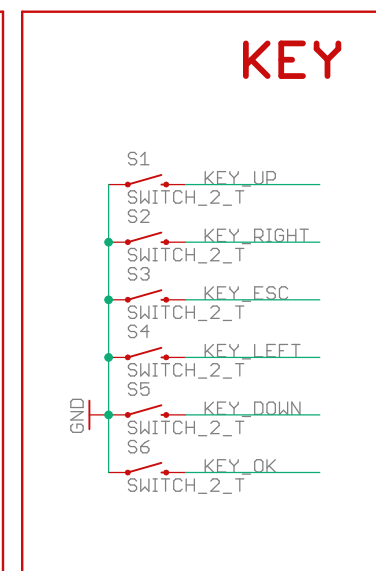 KEY
S1
KEY_UP
SWITCH_2_T
S2
KEY_RIGHT
SWITCH_2_T
S3
KEY_ESC
SWITCH_2_T
S4
KEY_LEFT
SWITCH_2_T
S5
KEY_DOWN
GND
SWITCH_2_T
S6
KEY_OK
SWITCH_2_T